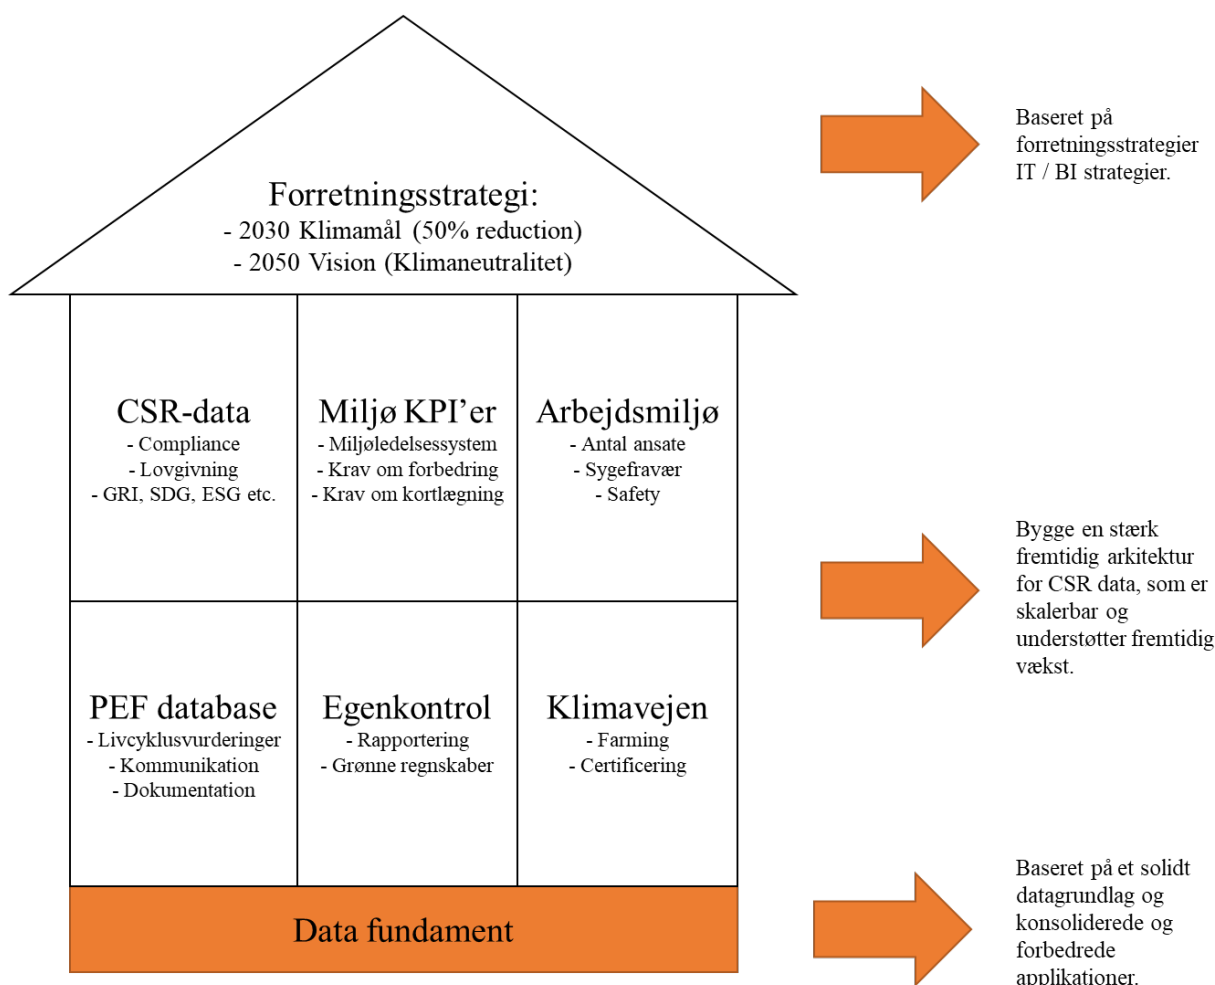 Forretningsstrategi:
- 2030 Klimamål (50% reduction)
- 2050 Vision (Klimaneutralitet)
Baseret på
forretningsstrategier
IT / BI strategier.
CSR-data
- Compliance
- Lovgivning
- GRI, SDG, ESG etc.
Miljø KPI’er
- Miljøledelsessystem
- Krav om forbedring
- Krav om kortlægning
Arbejdsmiljø
- Antal ansate
- Sygefravær
- Safety
Bygge en stærk
fremtidig arkitektur
for CSR data, som er
skalerbar og
understøtter fremtidig
vækst.
PEF database
- Livcyklusvurderinger
- Kommunikation
- Dokumentation
Egenkontrol
- Rapportering
- Grønne regnskaber
Klimavejen
- Farming
- Certificering
Data fundament
Baseret på et solidt
datagrundlag og
konsoliderede og
forbedrede
applikationer.